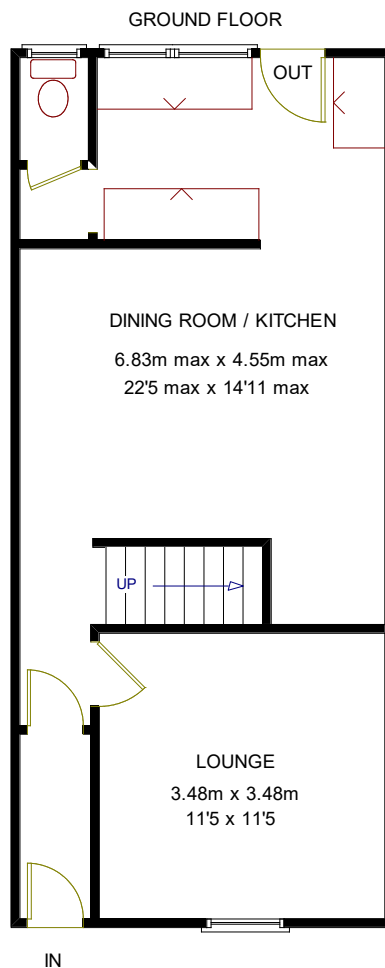 GROUND FLOOR
OUT
DINING ROOM / KITCHEN
6.83m max x 4.55m max
22'5 max x 14'11 max
UP
LOUNGE
3.48m x 3.48m
11'5 x 11'5
IN